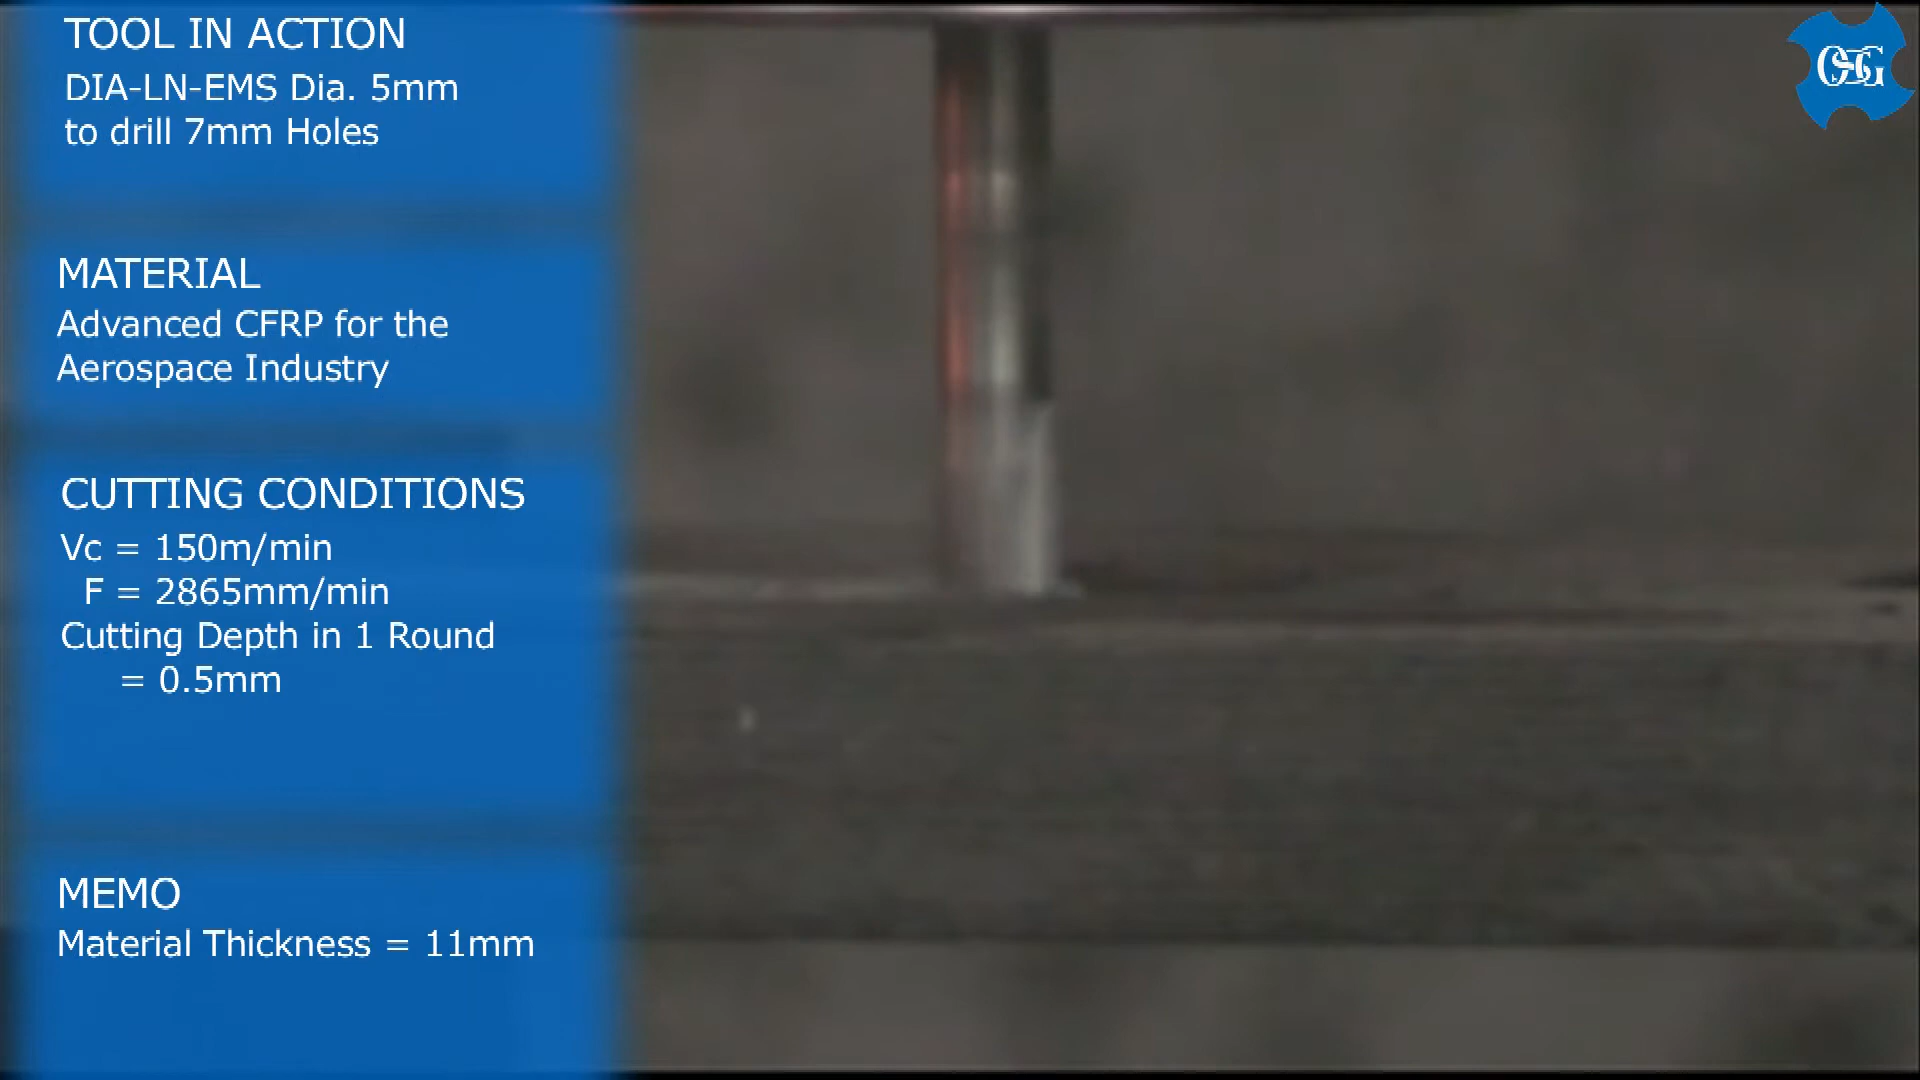 TOOL IN ACTION
DIA-LN-EMS Dia. 5mm
to drill 7mm Holes
MATERIAL
Advanced CFRP for the
Aerospace Industry
CUTTING CONDITIONS
Vc = 150m/min
F = 2865mm/min
Cutting Depth in 1 Round
= 0.5mm
MEMO
Material Thickness = 11mm
OSG